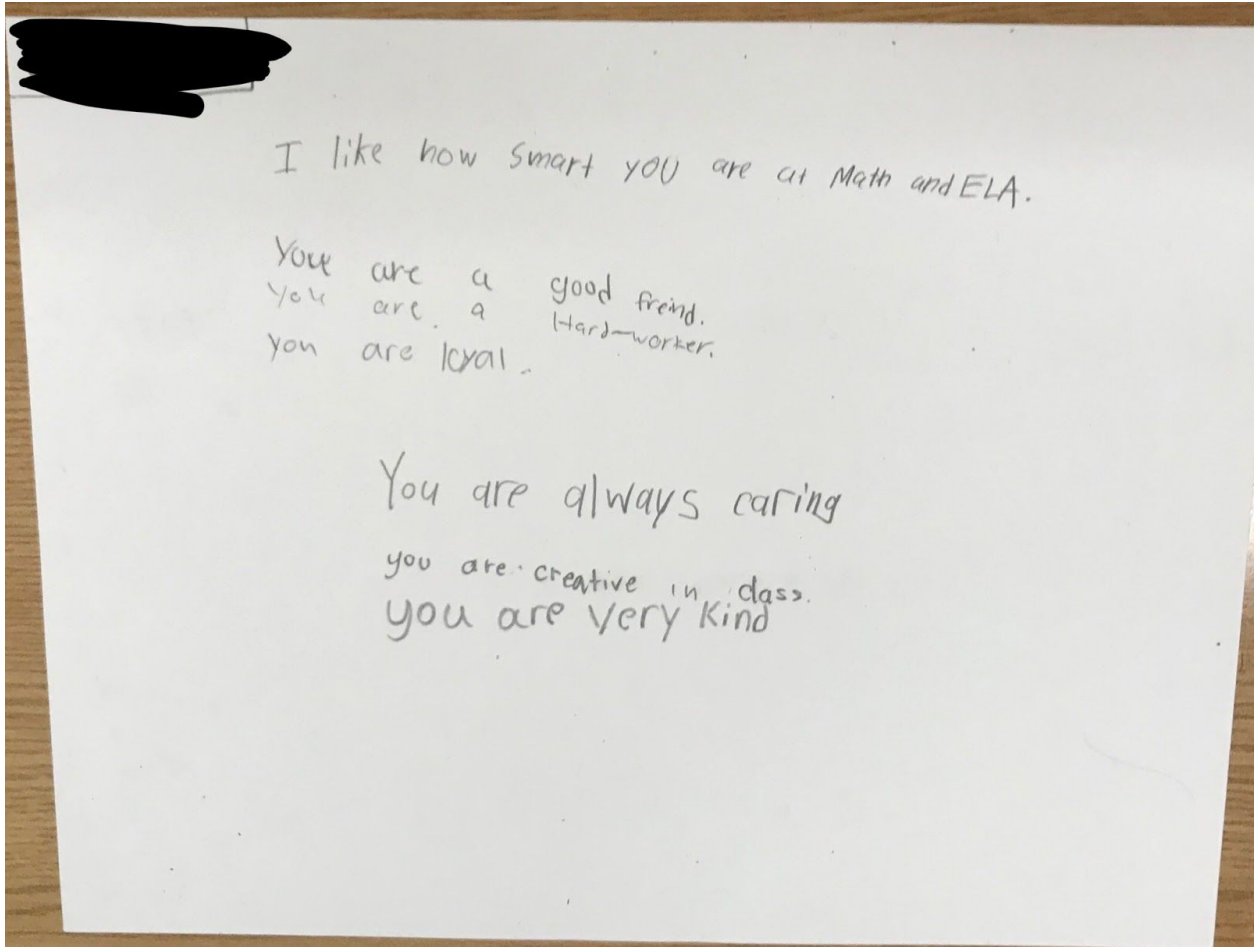 I like how smart you are at Math and ELA.
You are a good freind.
You are a Hard-worker.
you are loyal.
You are always caring
you are creative in class.
you are very kind